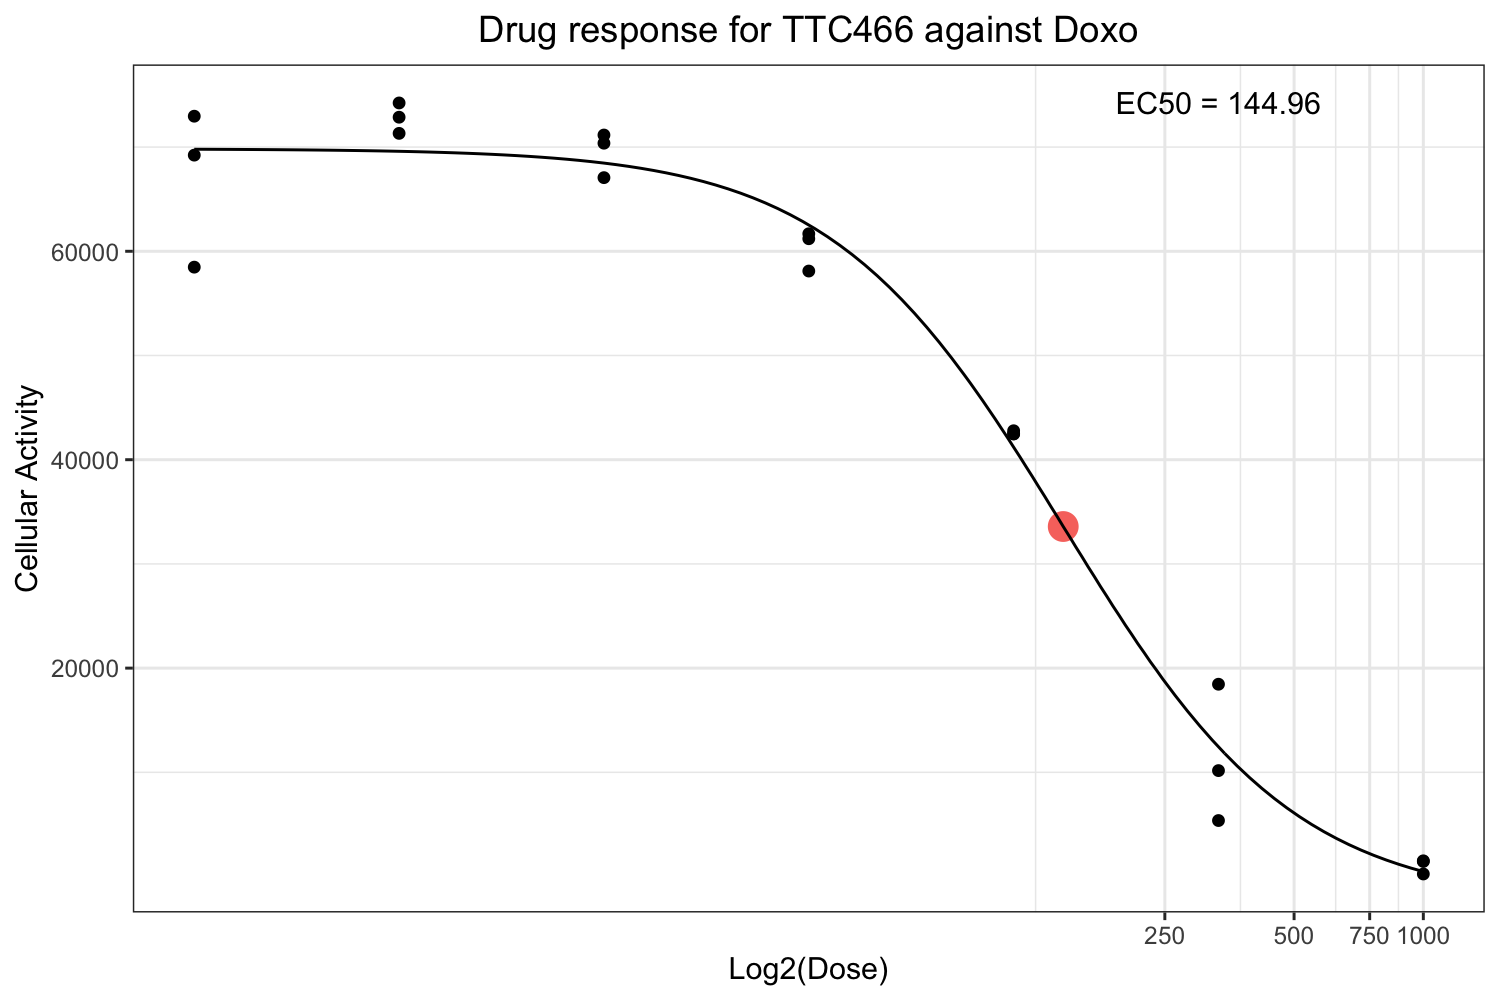 Drug response for TTC466 against Doxo
EC50 = 144.96
60000
40000
20000
Cellular Activity
250 500 750 1000
Log2(Dose)